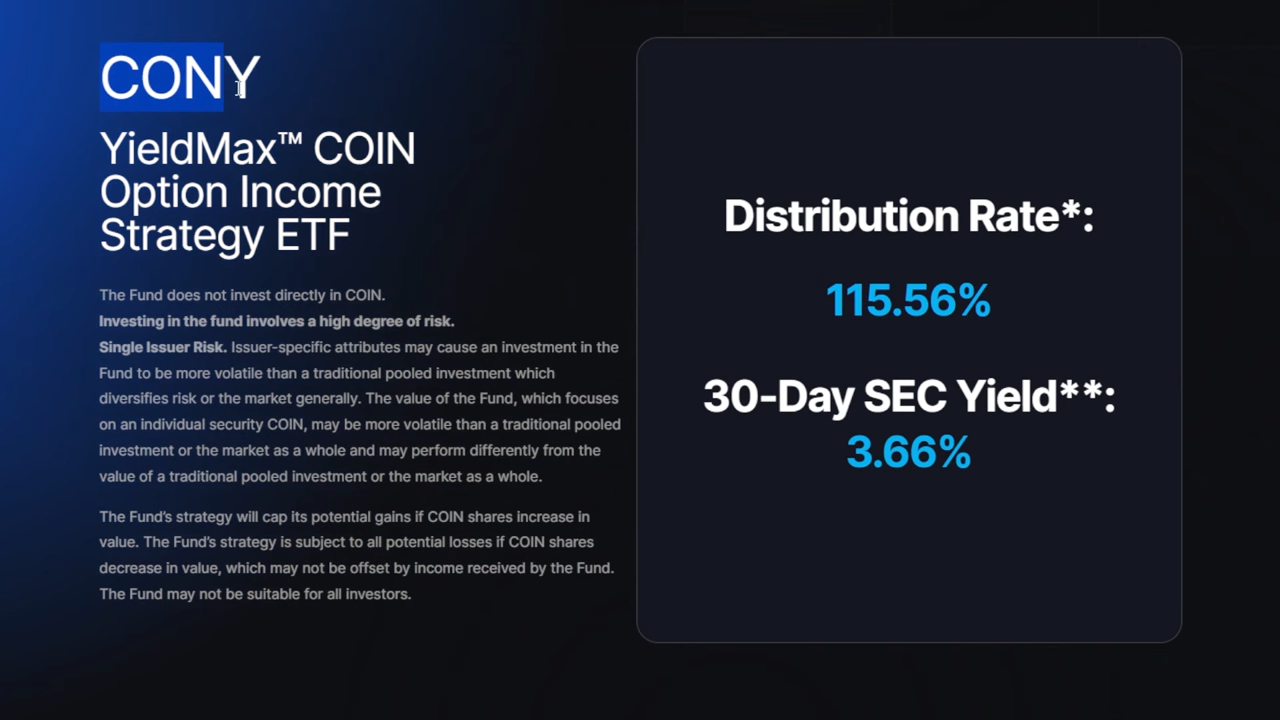 CONY
YieldMax™ COIN
Option Income
Strategy ETF
The Fund does not invest directly in COIN.
Investing in the fund involves a high degree of risk.
Single Issuer Risk. Issuer-specific attributes may cause an investment in the
Fund to be more volatile than a traditional pooled investment which
diversifies risk or the market generally. The value of the Fund, which focuses
on an individual security COIN, may be more volatile than a traditional pooled
investment or the market as a whole and may perform differently from the
value of a traditional pooled investment or the market as a whole.
The Fund's strategy will cap its potential gains if COIN shares increase in
value. The Fund's strategy is subject to all potential losses if COIN shares
decrease in value, which may not be offset by income received by the Fund.
The Fund may not be suitable for all investors.
Distribution Rate*:
115.56%
30-Day SEC Yield**:
3.66%